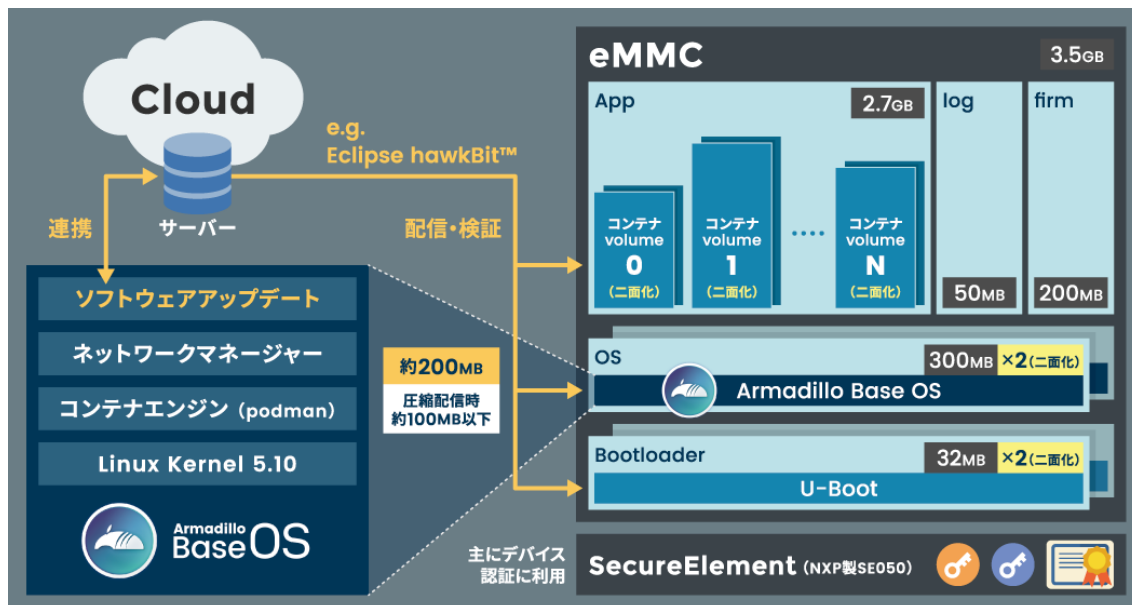 Cloud
サーバー
e.g.
Eclipse hawkBit™
連携
配信・検証
ソフトウェアアップデート
ネットワークマネージャー
コンテナエンジン（podman）
Linux Kernel 5.10
Armadillo
Base OS
約200MB
圧縮配信時
約100MB以下
eMMC
3.5GB
App
2.7GB
コンテナ
volume
0
（二面化）
コンテナ
volume
1
（二面化）
････
コンテナ
volume
N
（二面化）
log
50MB
firm
200MB
OS
300MB ×2（二面化）
Armadillo Base OS
Bootloader
32MB ×2（二面化）
U-Boot
主にデバイス
認証に利用
SecureElement（NXP製SE050）